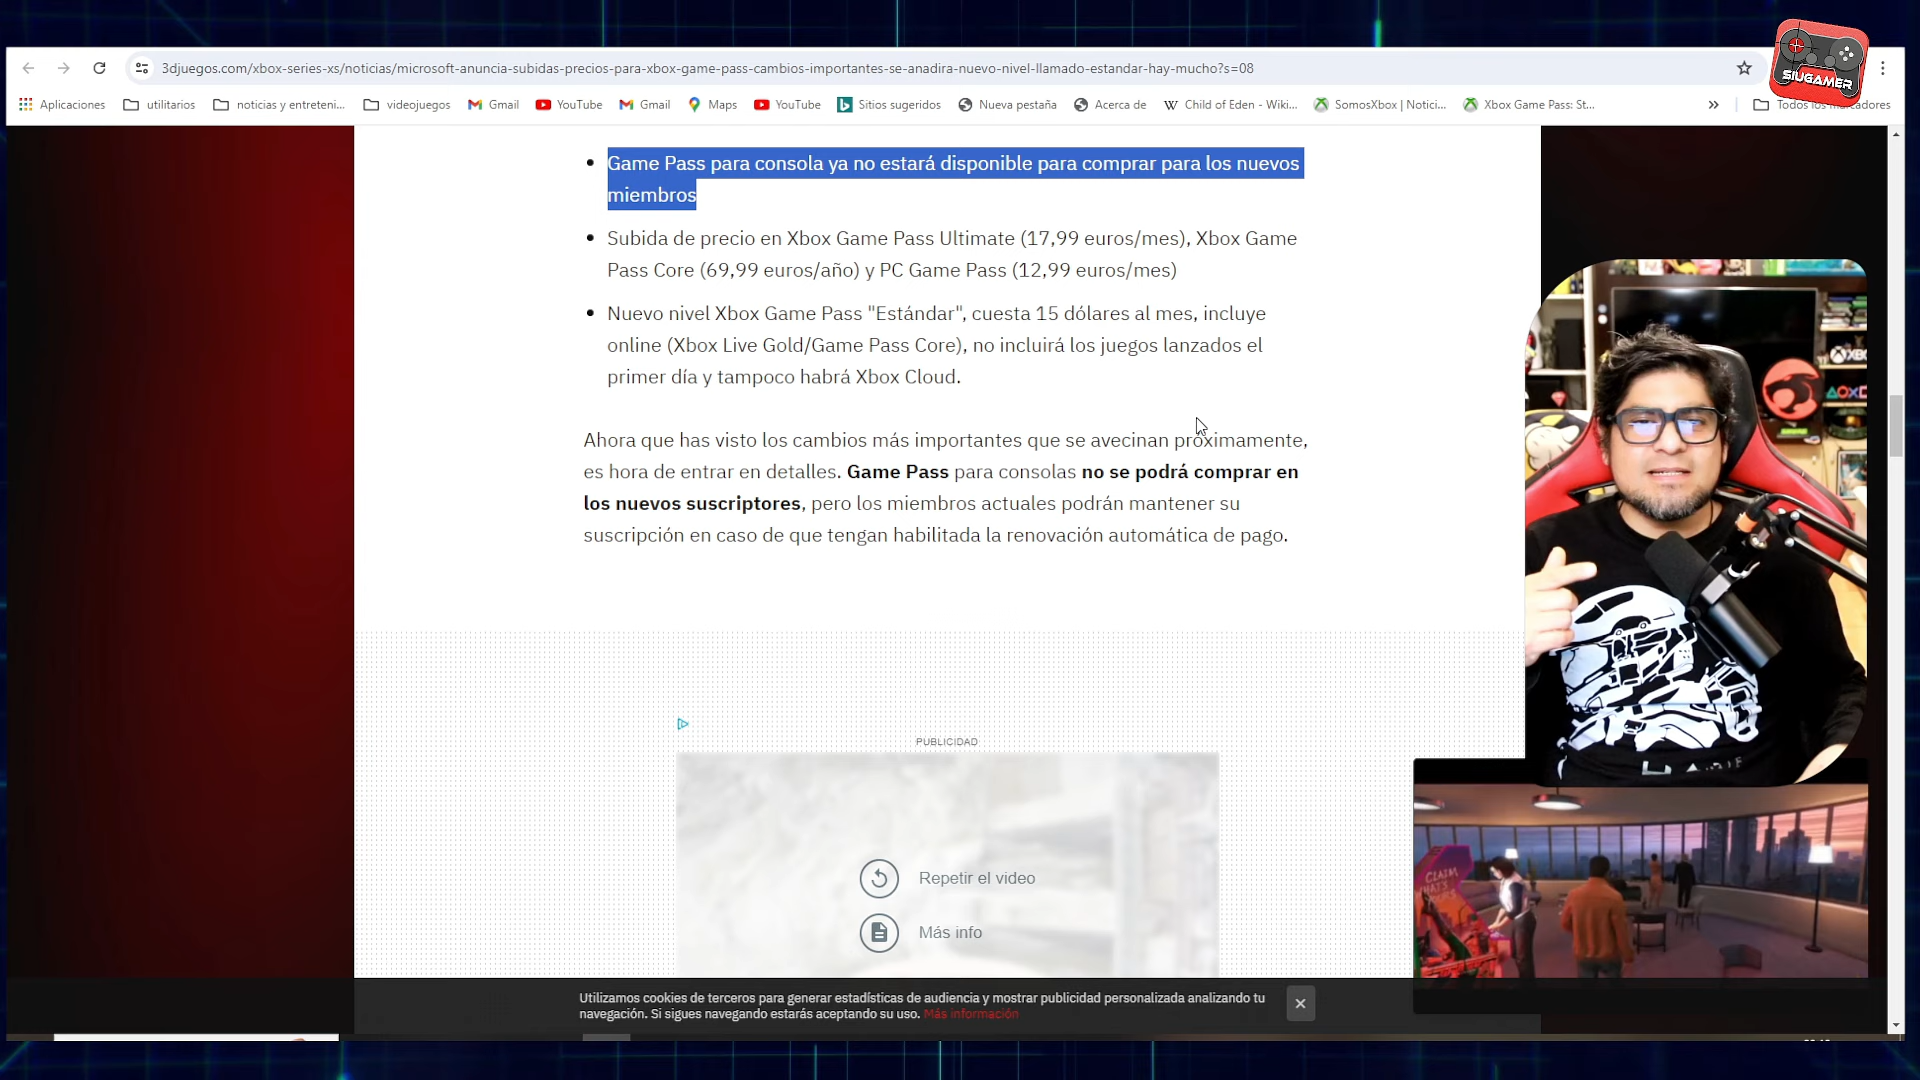 3djuegos.com/xbox-series-xs/noticias/microsoft-anuncia-subidas-precios-para-xbox-game-pass-cambios-importantes-se-anadira-nuevo-nivel-llamado-estandar-hay-mucho?s=08
SIUGAMER
Aplicaciones utilitarios noticias y entreteni... videojuegos Gmail YouTube Gmail Maps YouTube Sitios sugeridos Nueva pestaña Acerca de Child of Eden - Wiki... SomosXbox | Notici... Xbox Game Pass: St... » Todos los marcadores
• Game Pass para consola ya no estará disponible para comprar para los nuevos
miembros
• Subida de precio en Xbox Game Pass Ultimate (17,99 euros/mes), Xbox Game
Pass Core (69,99 euros/año) y PC Game Pass (12,99 euros/mes)
• Nuevo nivel Xbox Game Pass "Estándar", cuesta 15 dólares al mes, incluye
online (Xbox Live Gold/Game Pass Core), no incluirá los juegos lanzados el
primer día y tampoco habrá Xbox Cloud.
Ahora que has visto los cambios más importantes que se avecinan próximamente,
es hora de entrar en detalles. Game Pass para consolas no se podrá comprar en
los nuevos suscriptores, pero los miembros actuales podrán mantener su
suscripción en caso de que tengan habilitada la renovación automática de pago.
PUBLICIDAD
Repetir el video
Más info
XBO
CLAIM
WHAT'S
Utilizamos cookies de terceros para generar estadísticas de audiencia y mostrar publicidad personalizada analizando tu
navegación. Si sigues navegando estarás aceptando su uso. Más información